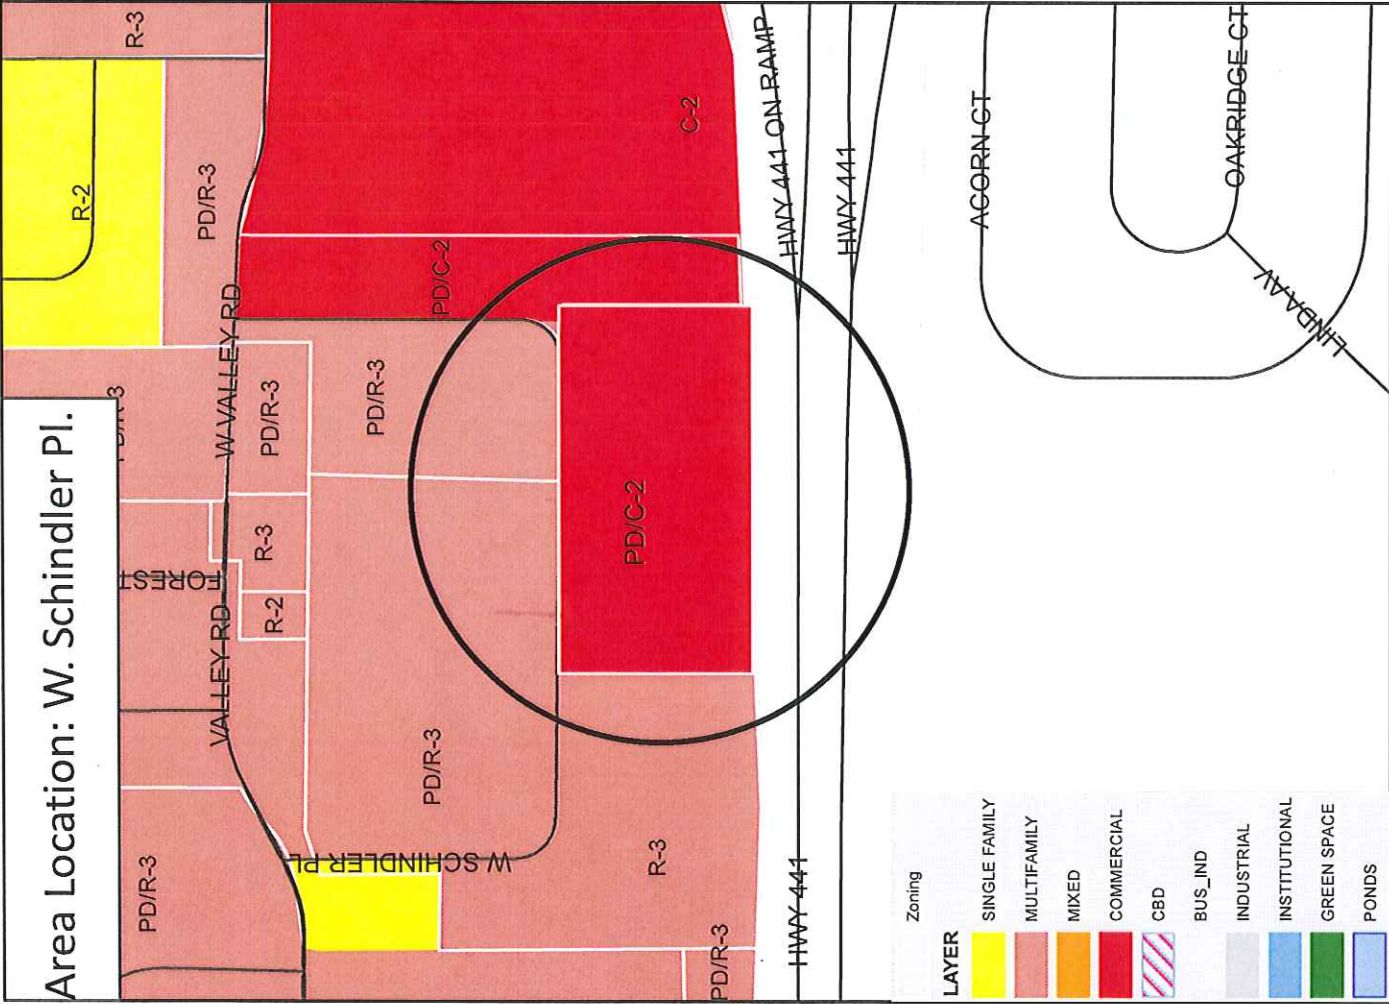 Area Location: W. Schindler Pl.
R-2
R-3
PD/R-3
PD/R-3
FOREST
VALLEY RD
W VALLEY RD
R-2
R-3
PD/R-3
PD/R-3
PD/R-3
PD/C-2
W SCHINDLER PL
PD/C-2
R-3
C-2
PD/R-3
HWY 441
HWY 441 ON RAMP
HWY 441
ACORN CT
OAKRIDGE CT
LINDA AV
Zoning
LAYER
SINGLE FAMILY
MULTIFAMILY
MIXED
COMMERCIAL
CBD
BUS_IND
INDUSTRIAL
INSTITUTIONAL
GREEN SPACE
PONDS